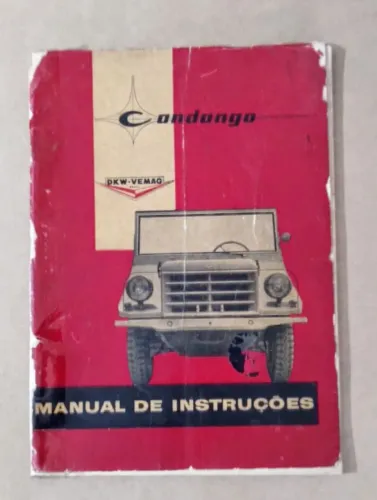 Candango
DKW-VEMAG
MANUAL DE INSTRUÇÕES